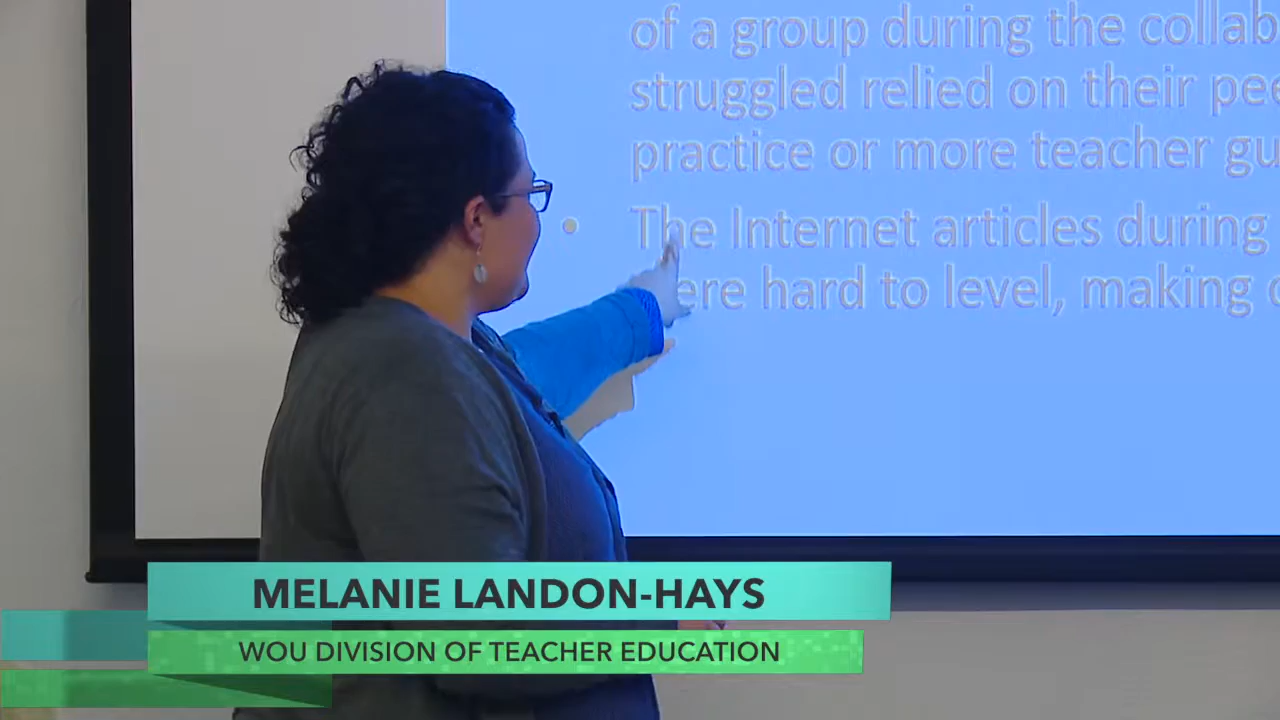 of a group during the collab
struggled relied on their pee
practice or more teacher gu
The Internet articles during
ere hard to level, making
MELANIE LANDON-HAYS
WOU DIVISION OF TEACHER EDUCATION